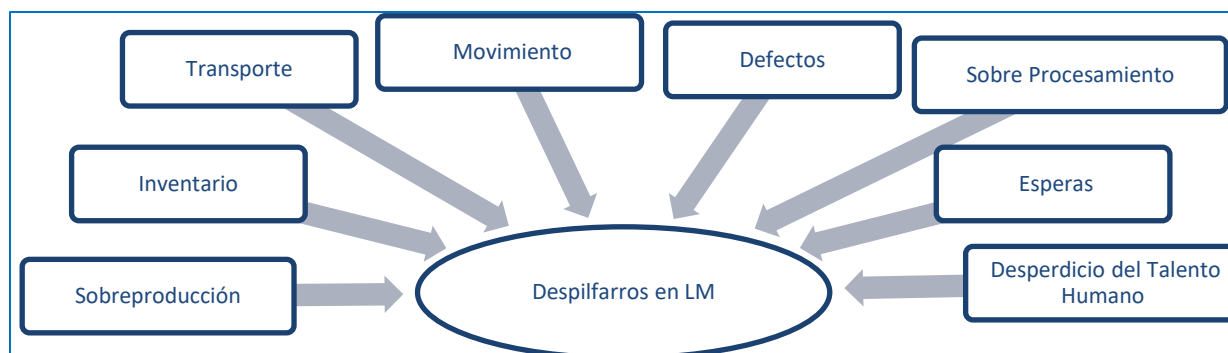 Transporte
Movimiento
Defectos
Sobre Procesamiento
Inventario
Esperas
Sobreproducción
Despilfarros en LM
Desperdicio del Talento
Humano